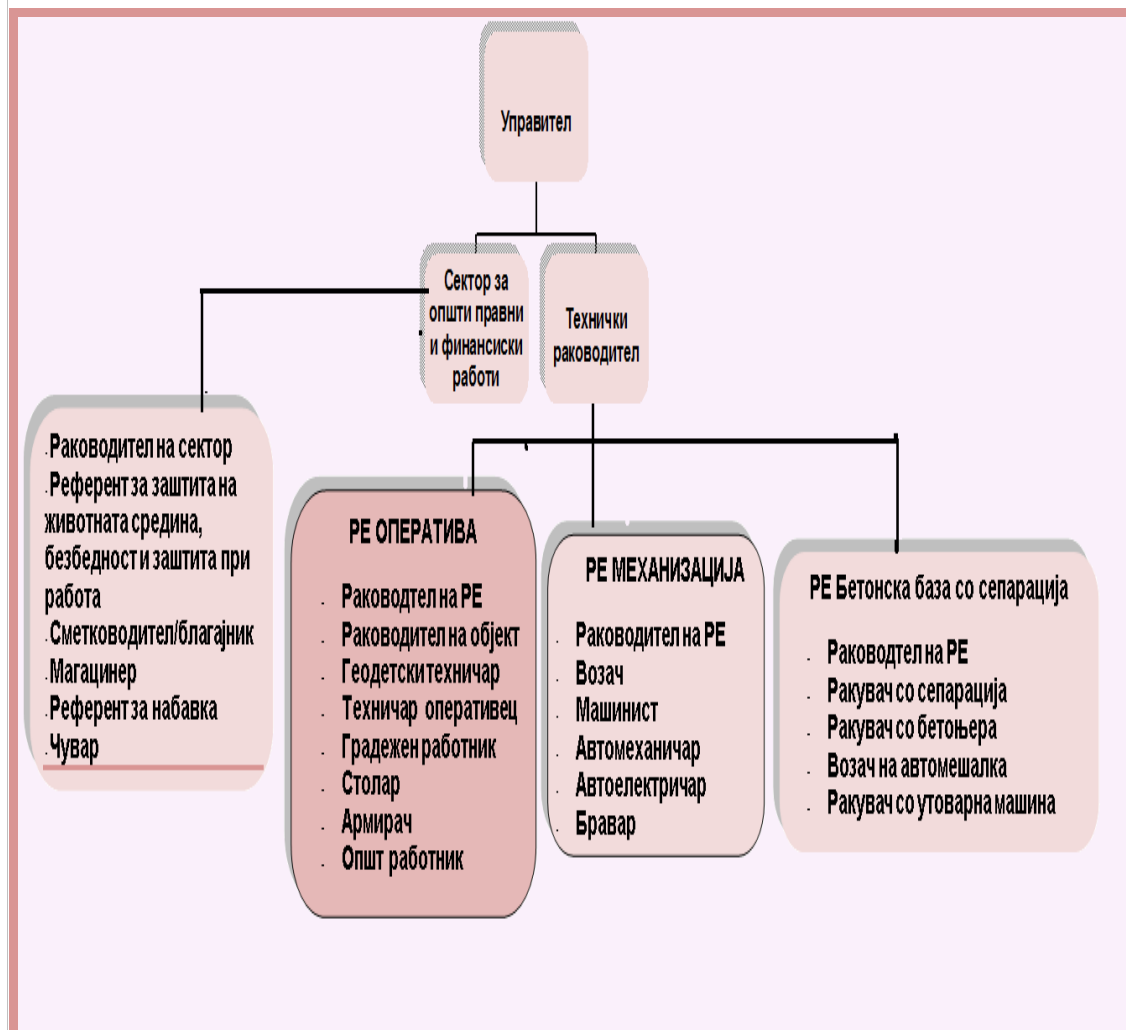 Управител
Сектор за
општи правни
и финансиски
работи
Технички
раководител
Раководител на сектор
Референт за заштита на
животната средина,
безбедност и заштита при
работа
Сметководител/благајник
Магацинер
Референт за набавка
Чувар
РЕ ОПЕРАТИВА
Раководтел на РЕ
Раководител на објект
Геодетски техничар
Техничар оперативец
Градежен работник
Столар
Армирач
Општ работник
РЕ МЕХАНИЗАЦИЈА
Раководител на РЕ
Возач
Машинист
Автомеханичар
Автоелектричар
Бравар
РЕ Бетонска база со сепарација
Раководтел на РЕ
Ракувач со сепарација
Ракувач со бетоњера
Возач на автомешалка
Ракувач со утоварна машина